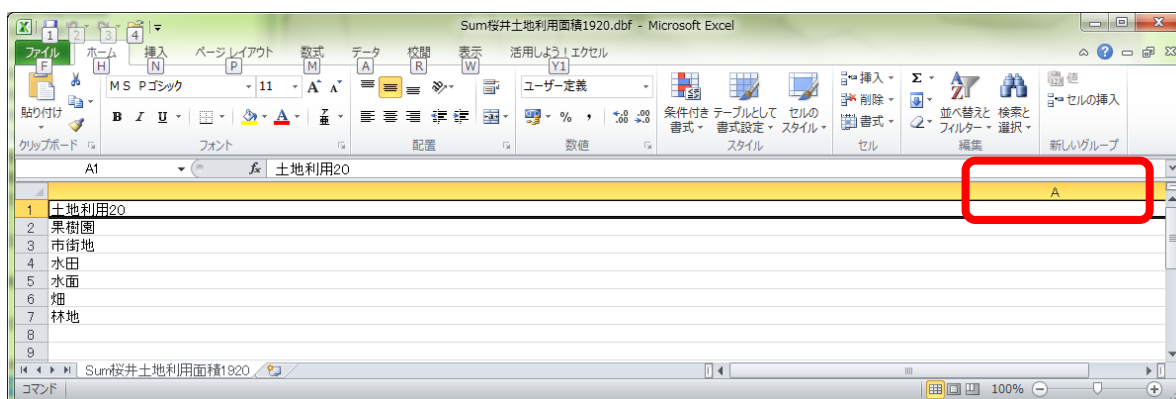 Sum桜井土地利用面積1920.dbf - Microsoft Excel
1 2 3 4
ファイル ホーム 挿入 ページ レイアウト 数式 データ 校閲 表示 活用しよう!エクセル
F H N P M A R W Y1
貼り付け
クリップボード
MS Pゴシック 11 A A
B I U A
フォント
配置
ユーザー定義
% , .0 .00 .00 .0
数値
条件付き書式 テーブルとして書式設定 セルのスタイル
スタイル
挿入
削除
書式
セル
Σ
並べ替えとフィルター 検索と選択
編集
値
セルの挿入
新しいグループ
A1 fx 土地利用20
A
1 土地利用20
2 果樹園
3 市街地
4 水田
5 水面
6 畑
7 林地
8
9
Sum桜井土地利用面積1920
コマンド 100%